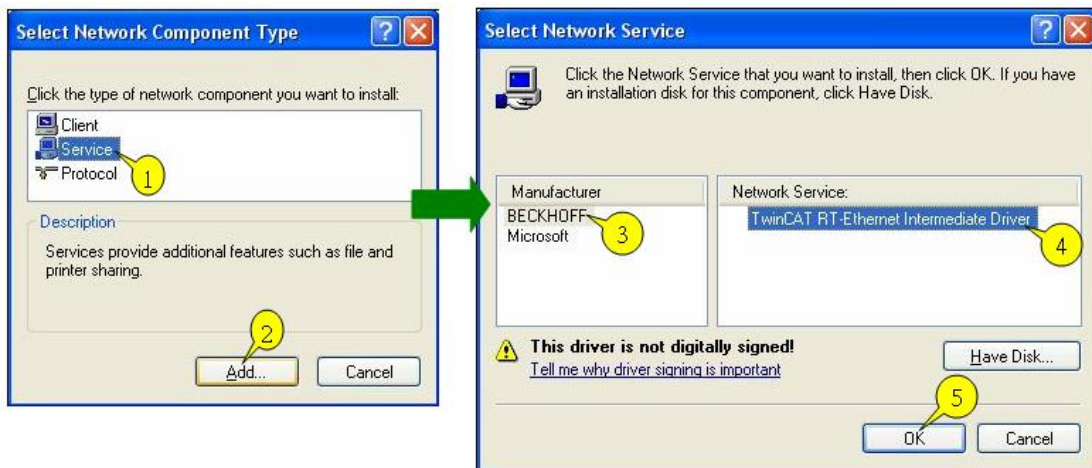 Select Network Component Type
Click the type of network component you want to install:
Client
Service
Protocol
1
Description
Services provide additional features such as file and
printer sharing.
2
Add...
Cancel
Select Network Service
Click the Network Service that you want to install, then click OK. If you have
an installation disk for this component, click Have Disk.
Manufacturer
BECKHOFF
Microsoft
3
Network Service:
TwinCAT RT-Ethernet Intermediate Driver
4
This driver is not digitally signed!
Tell me why driver signing is important
Have Disk...
5
OK
Cancel